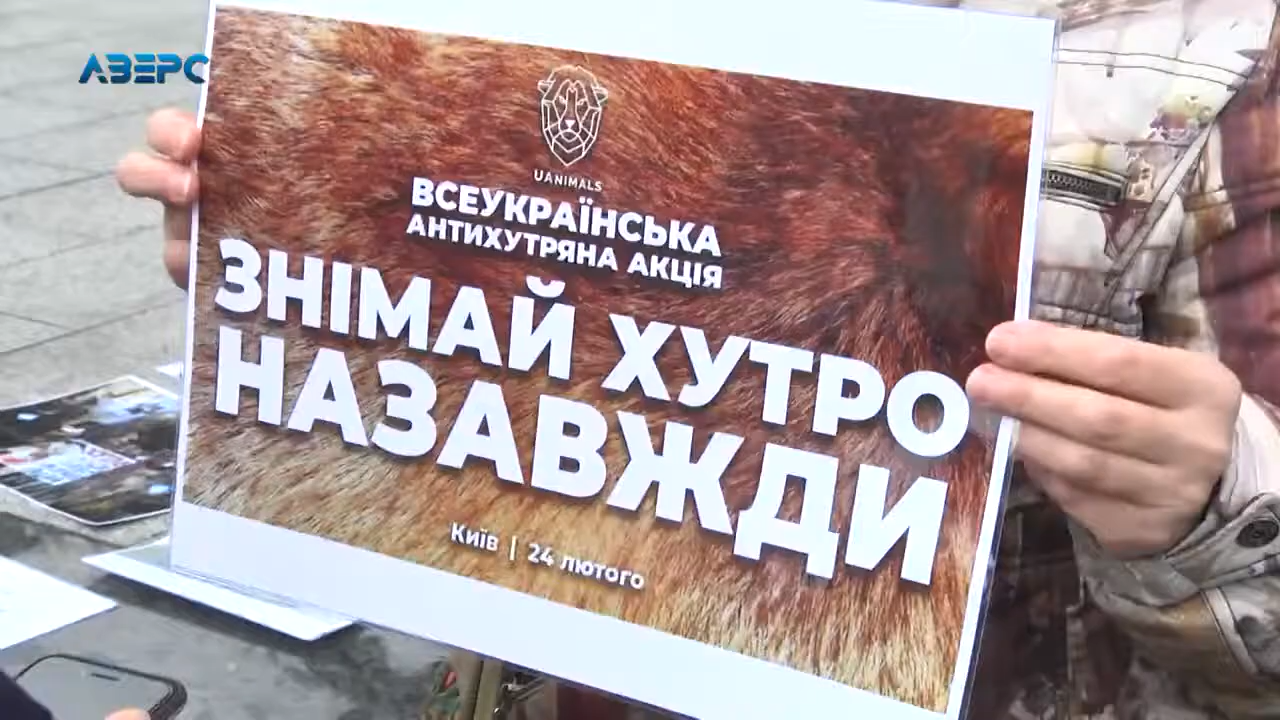 АВЕРС
UANIMALS
ВСЕУКРАЇНСЬКА
АНТИХУТРЯНА АКЦІЯ
ЗНІМАЙ ХУТРО
НАЗАВЖДИ
Київ | 24 лютого